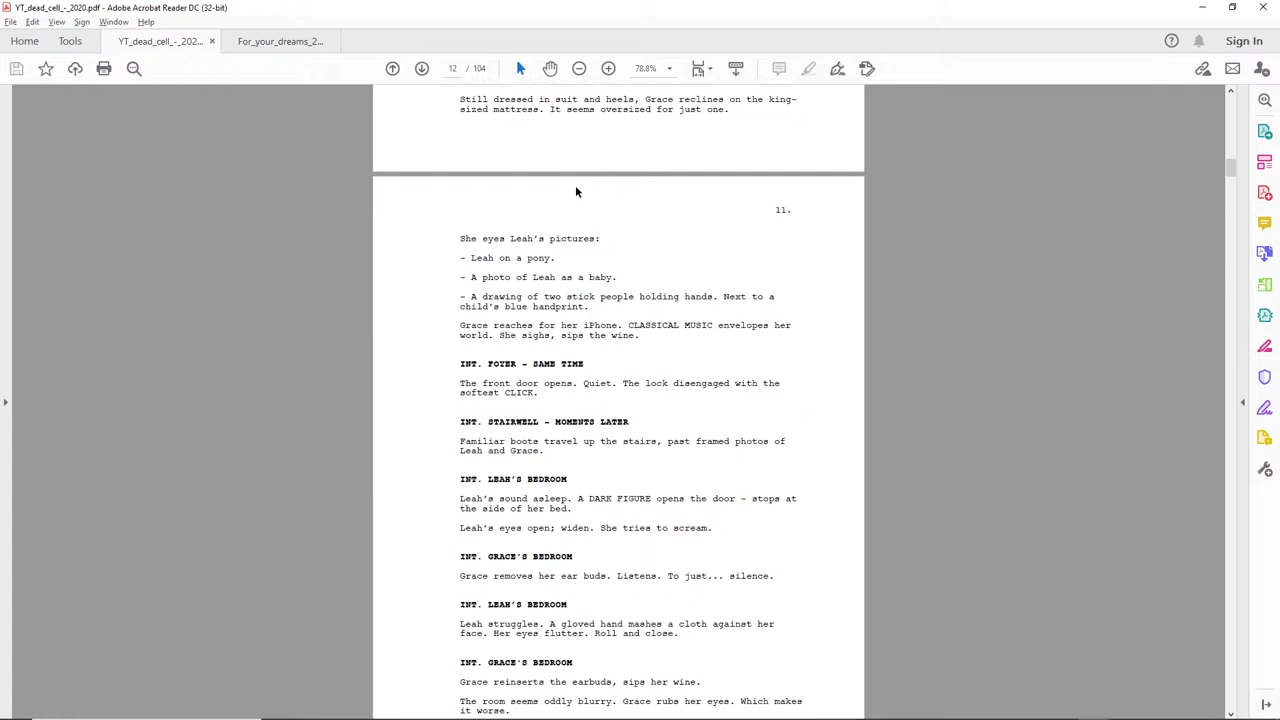 YT_dead_cell_-_2020.pdf - Adobe Acrobat Reader DC (32-bit)
File Edit View Sign Window Help
Home Tools YT_dead_cell_-_202... × For_your_dreams_2... Sign In
12 / 104 78.8%
Still dressed in suit and heels, Grace reclines on the king-
sized mattress. It seems oversized for just one.
11.
She eyes Leah's pictures:
- Leah on a pony.
- A photo of Leah as a baby.
- A drawing of two stick people holding hands. Next to a
child's blue handprint.
Grace reaches for her iPhone. CLASSICAL MUSIC envelopes her
world. She sighs, sips the wine.
INT. FOYER - SAME TIME
The front door opens. Quiet. The lock disengaged with the
softest CLICK.
INT. STAIRWELL - MOMENTS LATER
Familiar boots travel up the stairs, past framed photos of
Leah and Grace.
INT. LEAH'S BEDROOM
Leah's sound asleep. A DARK FIGURE opens the door - stops at
the side of her bed.
Leah's eyes open; widen. She tries to scream.
INT. GRACE'S BEDROOM
Grace removes her ear buds. Listens. To just... silence.
INT. LEAH'S BEDROOM
Leah struggles. A gloved hand mashes a cloth against her
face. Her eyes flutter. Roll and close.
INT. GRACE'S BEDROOM
Grace reinserts the earbuds, sips her wine.
The room seems oddly blurry. Grace rubs her eyes. Which makes
it worse.